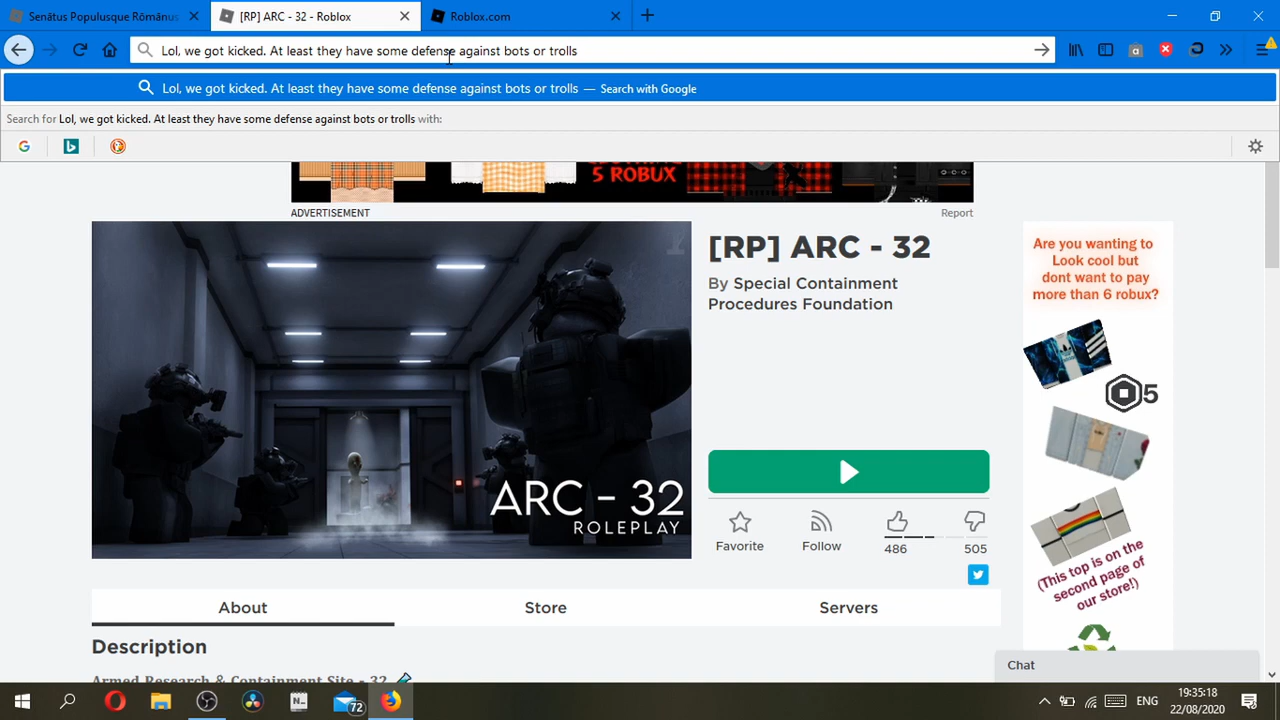 Senātus Populusque Rōmānus
[RP] ARC - 32 - Roblox
Roblox.com
Lol, we got kicked. At least they have some defense against bots or trolls
Lol, we got kicked. At least they have some defense against bots or trolls — Search with Google
Search for Lol, we got kicked. At least they have some defense against bots or trolls with:
5 ROBUX
ADVERTISEMENT
Report
[RP] ARC - 32
By Special Containment
Procedures Foundation
ARC - 32
ROLEPLAY
Favorite
Follow
486
505
Are you wanting to
Look cool but
dont want to pay
more than 6 robux?
5
(This top is on the
second page of
our store!)
About
Store
Servers
Description
Armed Research & Containment Site - 32
Chat
72
ENG
19:35:18
22/08/2020